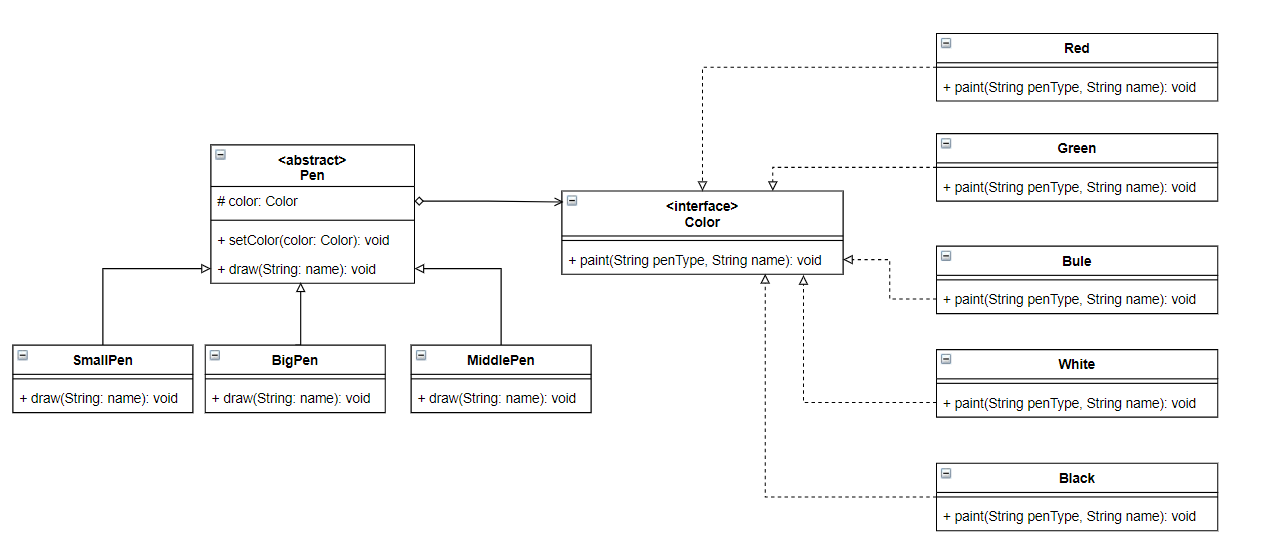 <abstract>
Pen
# color: Color
+ setColor(color: Color): void
+ draw(String: name): void
SmallPen
+ draw(String: name): void
BigPen
+ draw(String: name): void
MiddlePen
+ draw(String: name): void
<interface>
Color
+ paint(String penType, String name): void
Red
+ paint(String penType, String name): void
Green
+ paint(String penType, String name): void
Bule
+ paint(String penType, String name): void
White
+ paint(String penType, String name): void
Black
+ paint(String penType, String name): void